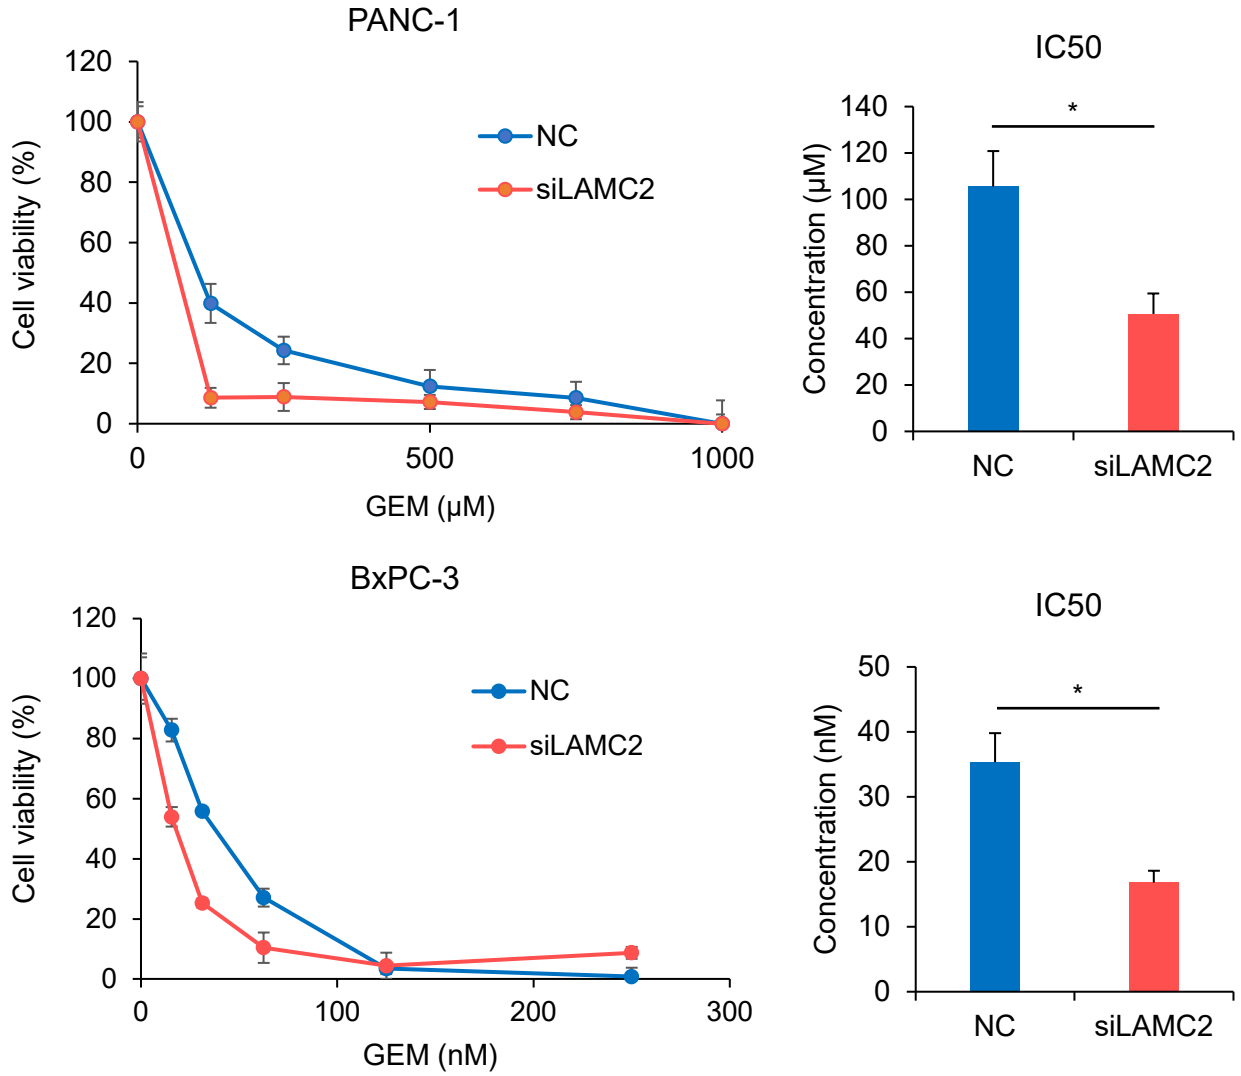 PANC-1
Cell viability (%)
120
100
80
60
40
20
0
0 500 1000
GEM (µM)
NC
siLAMC2
IC50
Concentration (µM)
140
120
100
80
60
40
20
0
*
NC siLAMC2
BxPC-3
Cell viability (%)
120
100
80
60
40
20
0
0 100 200 300
GEM (nM)
NC
siLAMC2
IC50
Concentration (nM)
50
40
30
20
10
0
*
NC siLAMC2